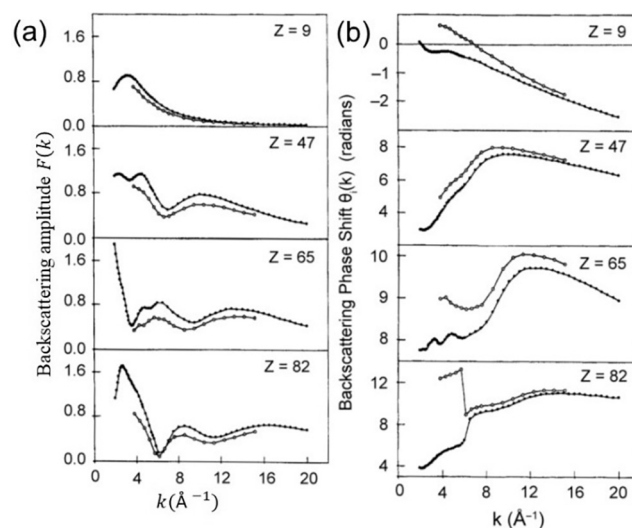 (a)
Backscattering amplitude F(k)
1.6
0.8
0.0
Z = 9
1.6
0.8
0.0
Z = 47
1.6
0.8
0.0
Z = 65
1.6
0.8
0.0
Z = 82
0 4 8 12 16 20
k(Å⁻¹)
(b)
Backscattering Phase Shift θᵢ(k) (radians)
0
−1
−2
Z = 9
8
6
4
Z = 47
10
9
8
Z = 65
12
8
4
Z = 82
0 4 8 12 16 20
k (Å⁻¹)